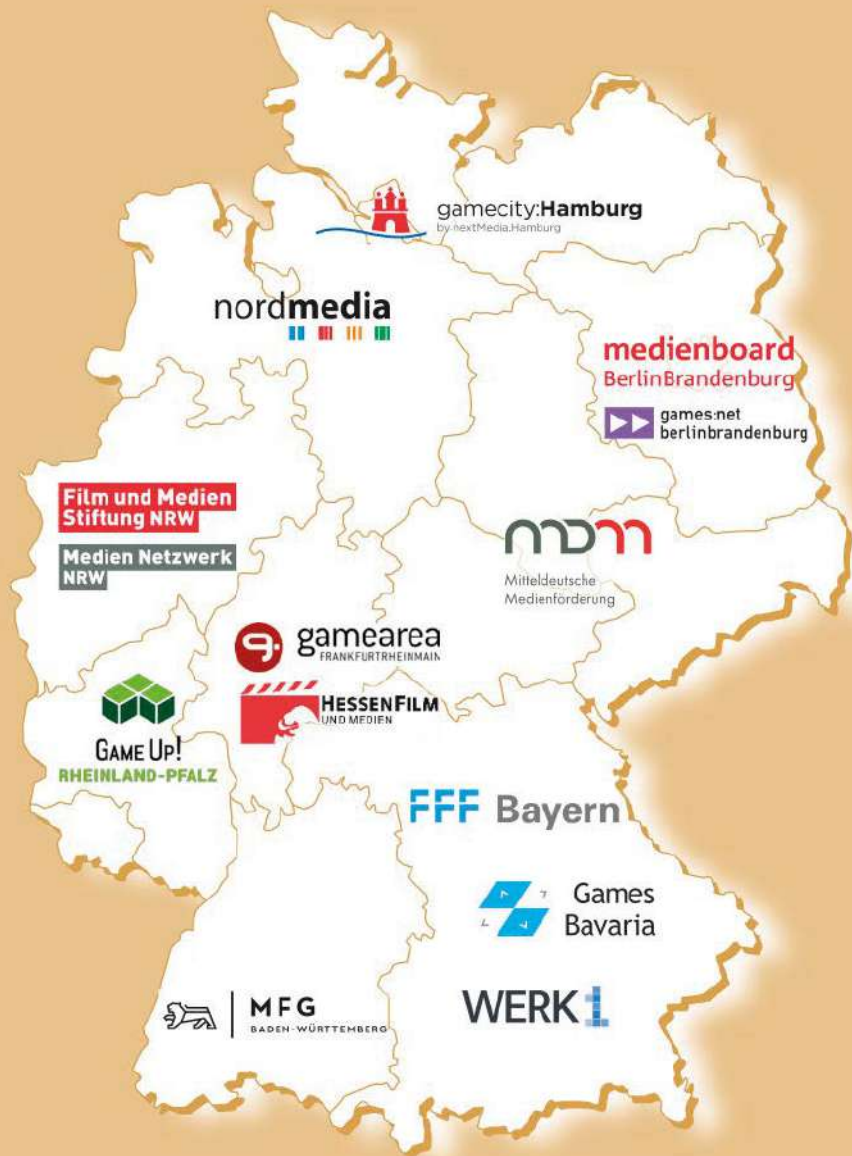 gamecity:Hamburg
by nextMedia.Hamburg
nordmedia
medienboard
BerlinBrandenburg
games:net
berlinbrandenburg
Film und Medien
Stiftung NRW
Medien Netzwerk
NRW
mDm
Mitteldeutsche
Medienförderung
gamearea
FRANKFURTRHEINMAIN
HESSENFILM
UND MEDIEN
GAME UP!
RHEINLAND-PFALZ
FFF Bayern
Games
Bavaria
MFG
BADEN-WÜRTTEMBERG
WERK1